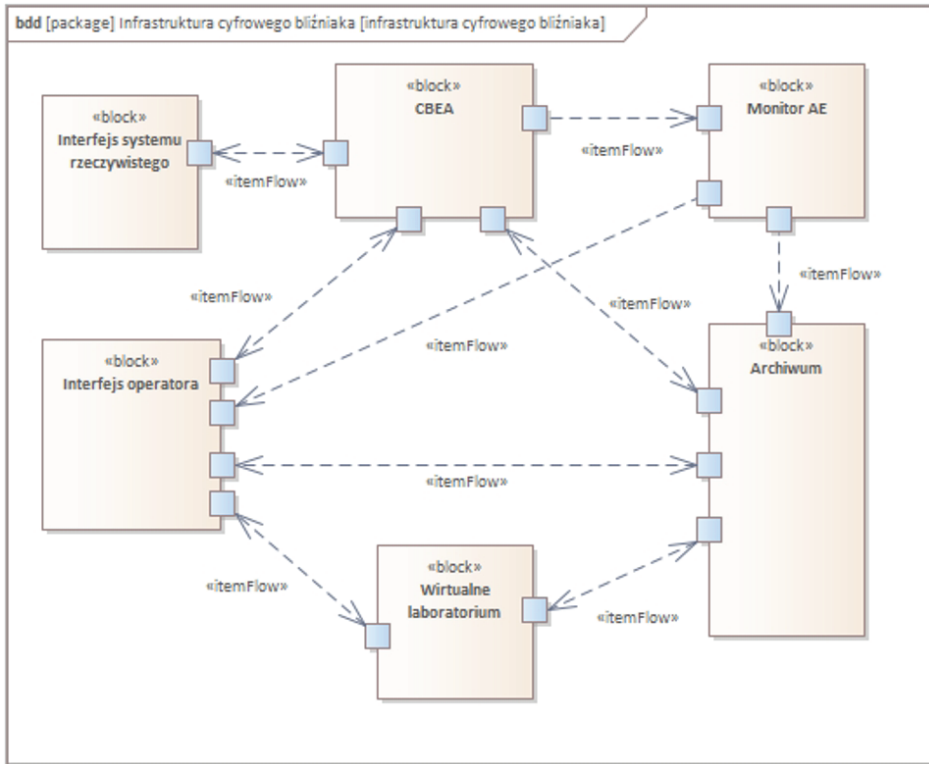 bdd [package] Infrastruktura cyfrowego bliźniaka [infrastruktura cyfrowego bliźniaka]
«block»
Interfejs systemu
rzeczywistego
«block»
CBEA
«block»
Monitor AE
«itemFlow»
«itemFlow»
«itemFlow»
«itemFlow»
«itemFlow»
«itemFlow»
«block»
Interfejs operatora
«block»
Archiwum
«itemFlow»
«itemFlow»
«block»
Wirtualne
laboratorium
«itemFlow»